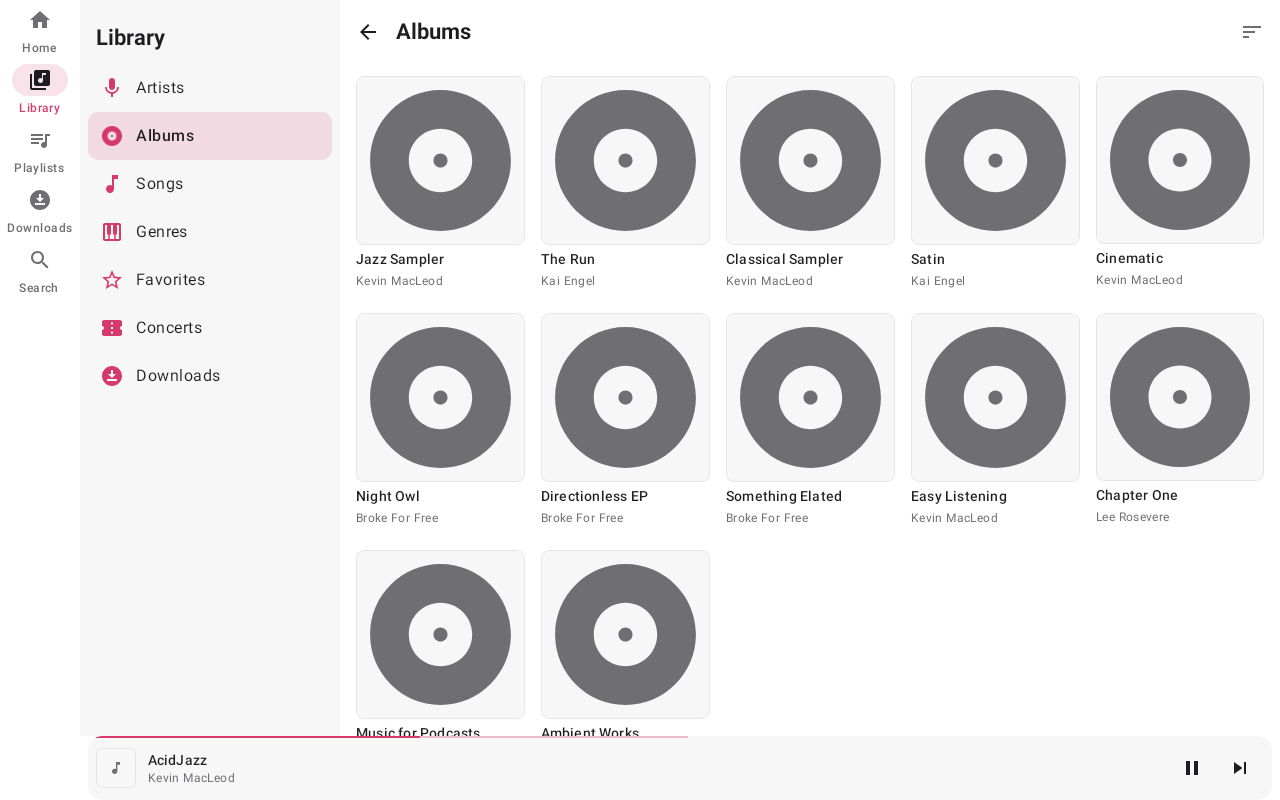 Home
Library
Playlists
Downloads
Search
Library
Artists
Albums
Songs
Genres
Favorites
Concerts
Downloads
Albums
Jazz Sampler
Kevin MacLeod
The Run
Kai Engel
Classical Sampler
Kevin MacLeod
Satin
Kai Engel
Cinematic
Kevin MacLeod
Night Owl
Broke For Free
Directionless EP
Broke For Free
Something Elated
Broke For Free
Easy Listening
Kevin MacLeod
Chapter One
Lee Rosevere
Music for Podcasts
Ambient Works
AcidJazz
Kevin MacLeod